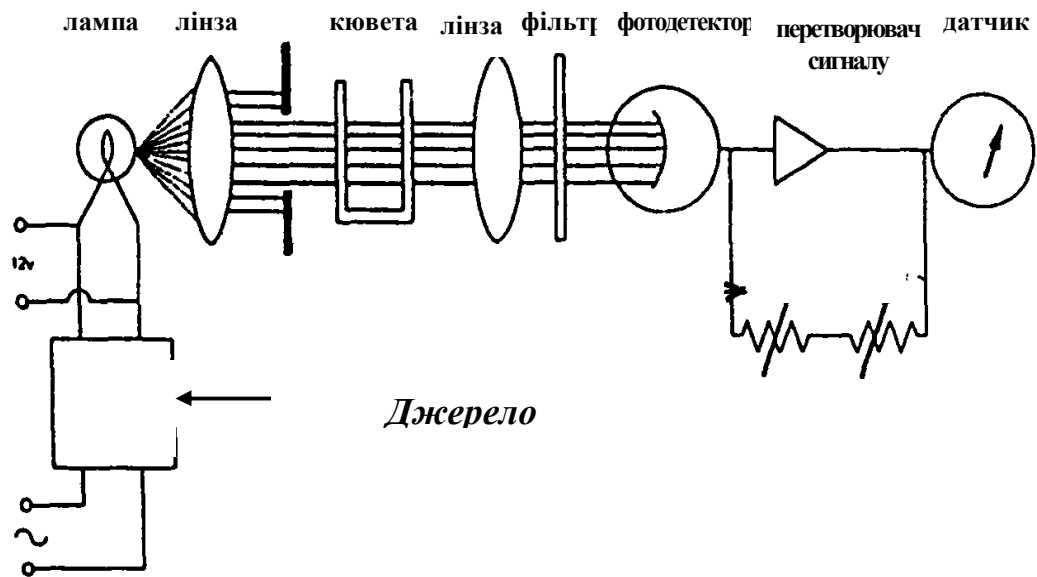 лампа лінза кювета лінза фільтр фотодетектор перетворювач датчик
сигналу
12v
Джерело